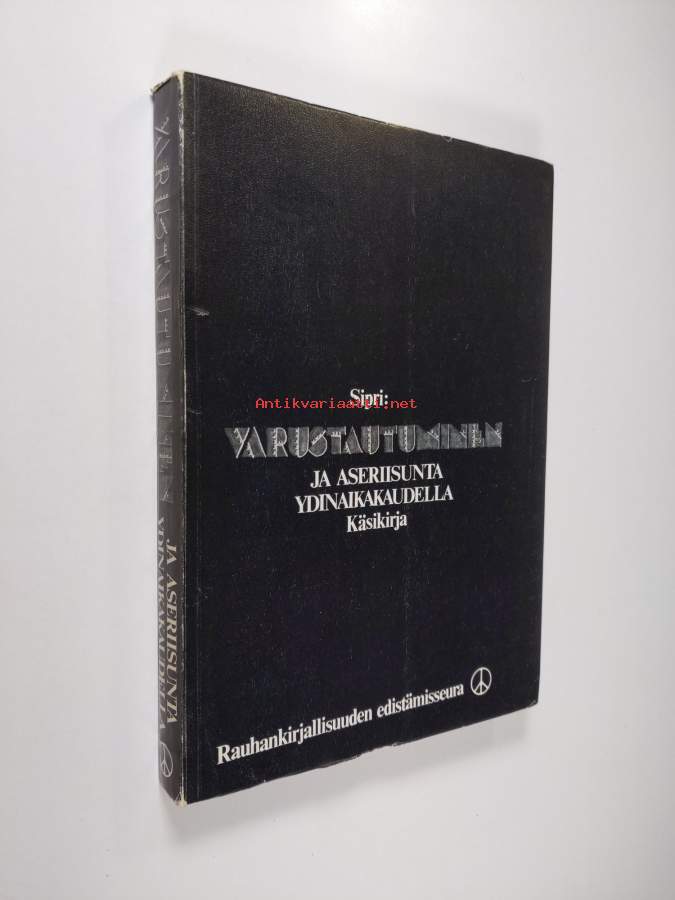 Sipri:
Antikvariaatti.net
VARUSTAUTUMINEN
JA ASERIISUNTA
YDINAIKAKAUDELLA
Käsikirja
Rauhankirjallisuuden edistämisseura
VARUSTAUTUMINEN
JA ASERIISUNTA
YDINAIKAKAUDELLA